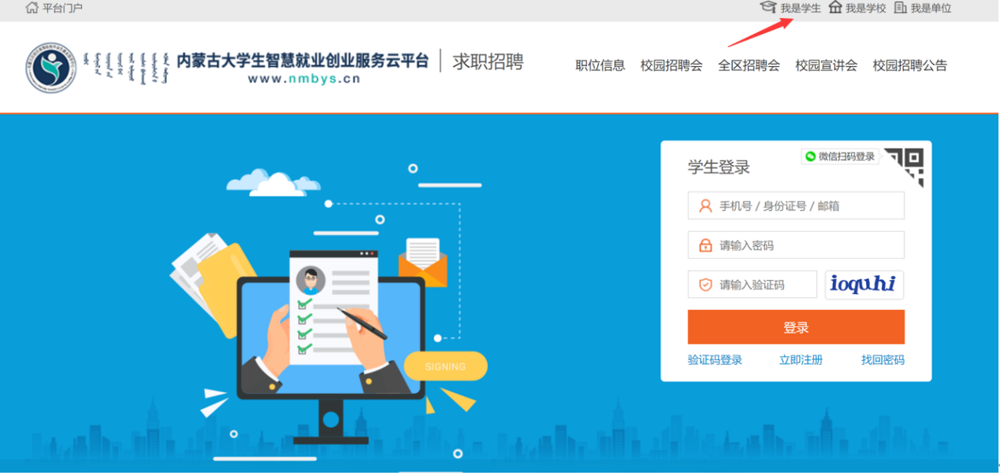 平台门户
我是学生 我是学校 我是单位
内蒙古大学生智慧就业创业服务云平台 求职招聘
www.nmbys.cn
职位信息 校园招聘会 全区招聘会 校园宣讲会 校园招聘公告
学生登录
微信扫码登录
手机号 / 身份证号 / 邮箱
请输入密码
请输入验证码
ioquhi
登录
验证码登录 立即注册 找回密码
SIGNING